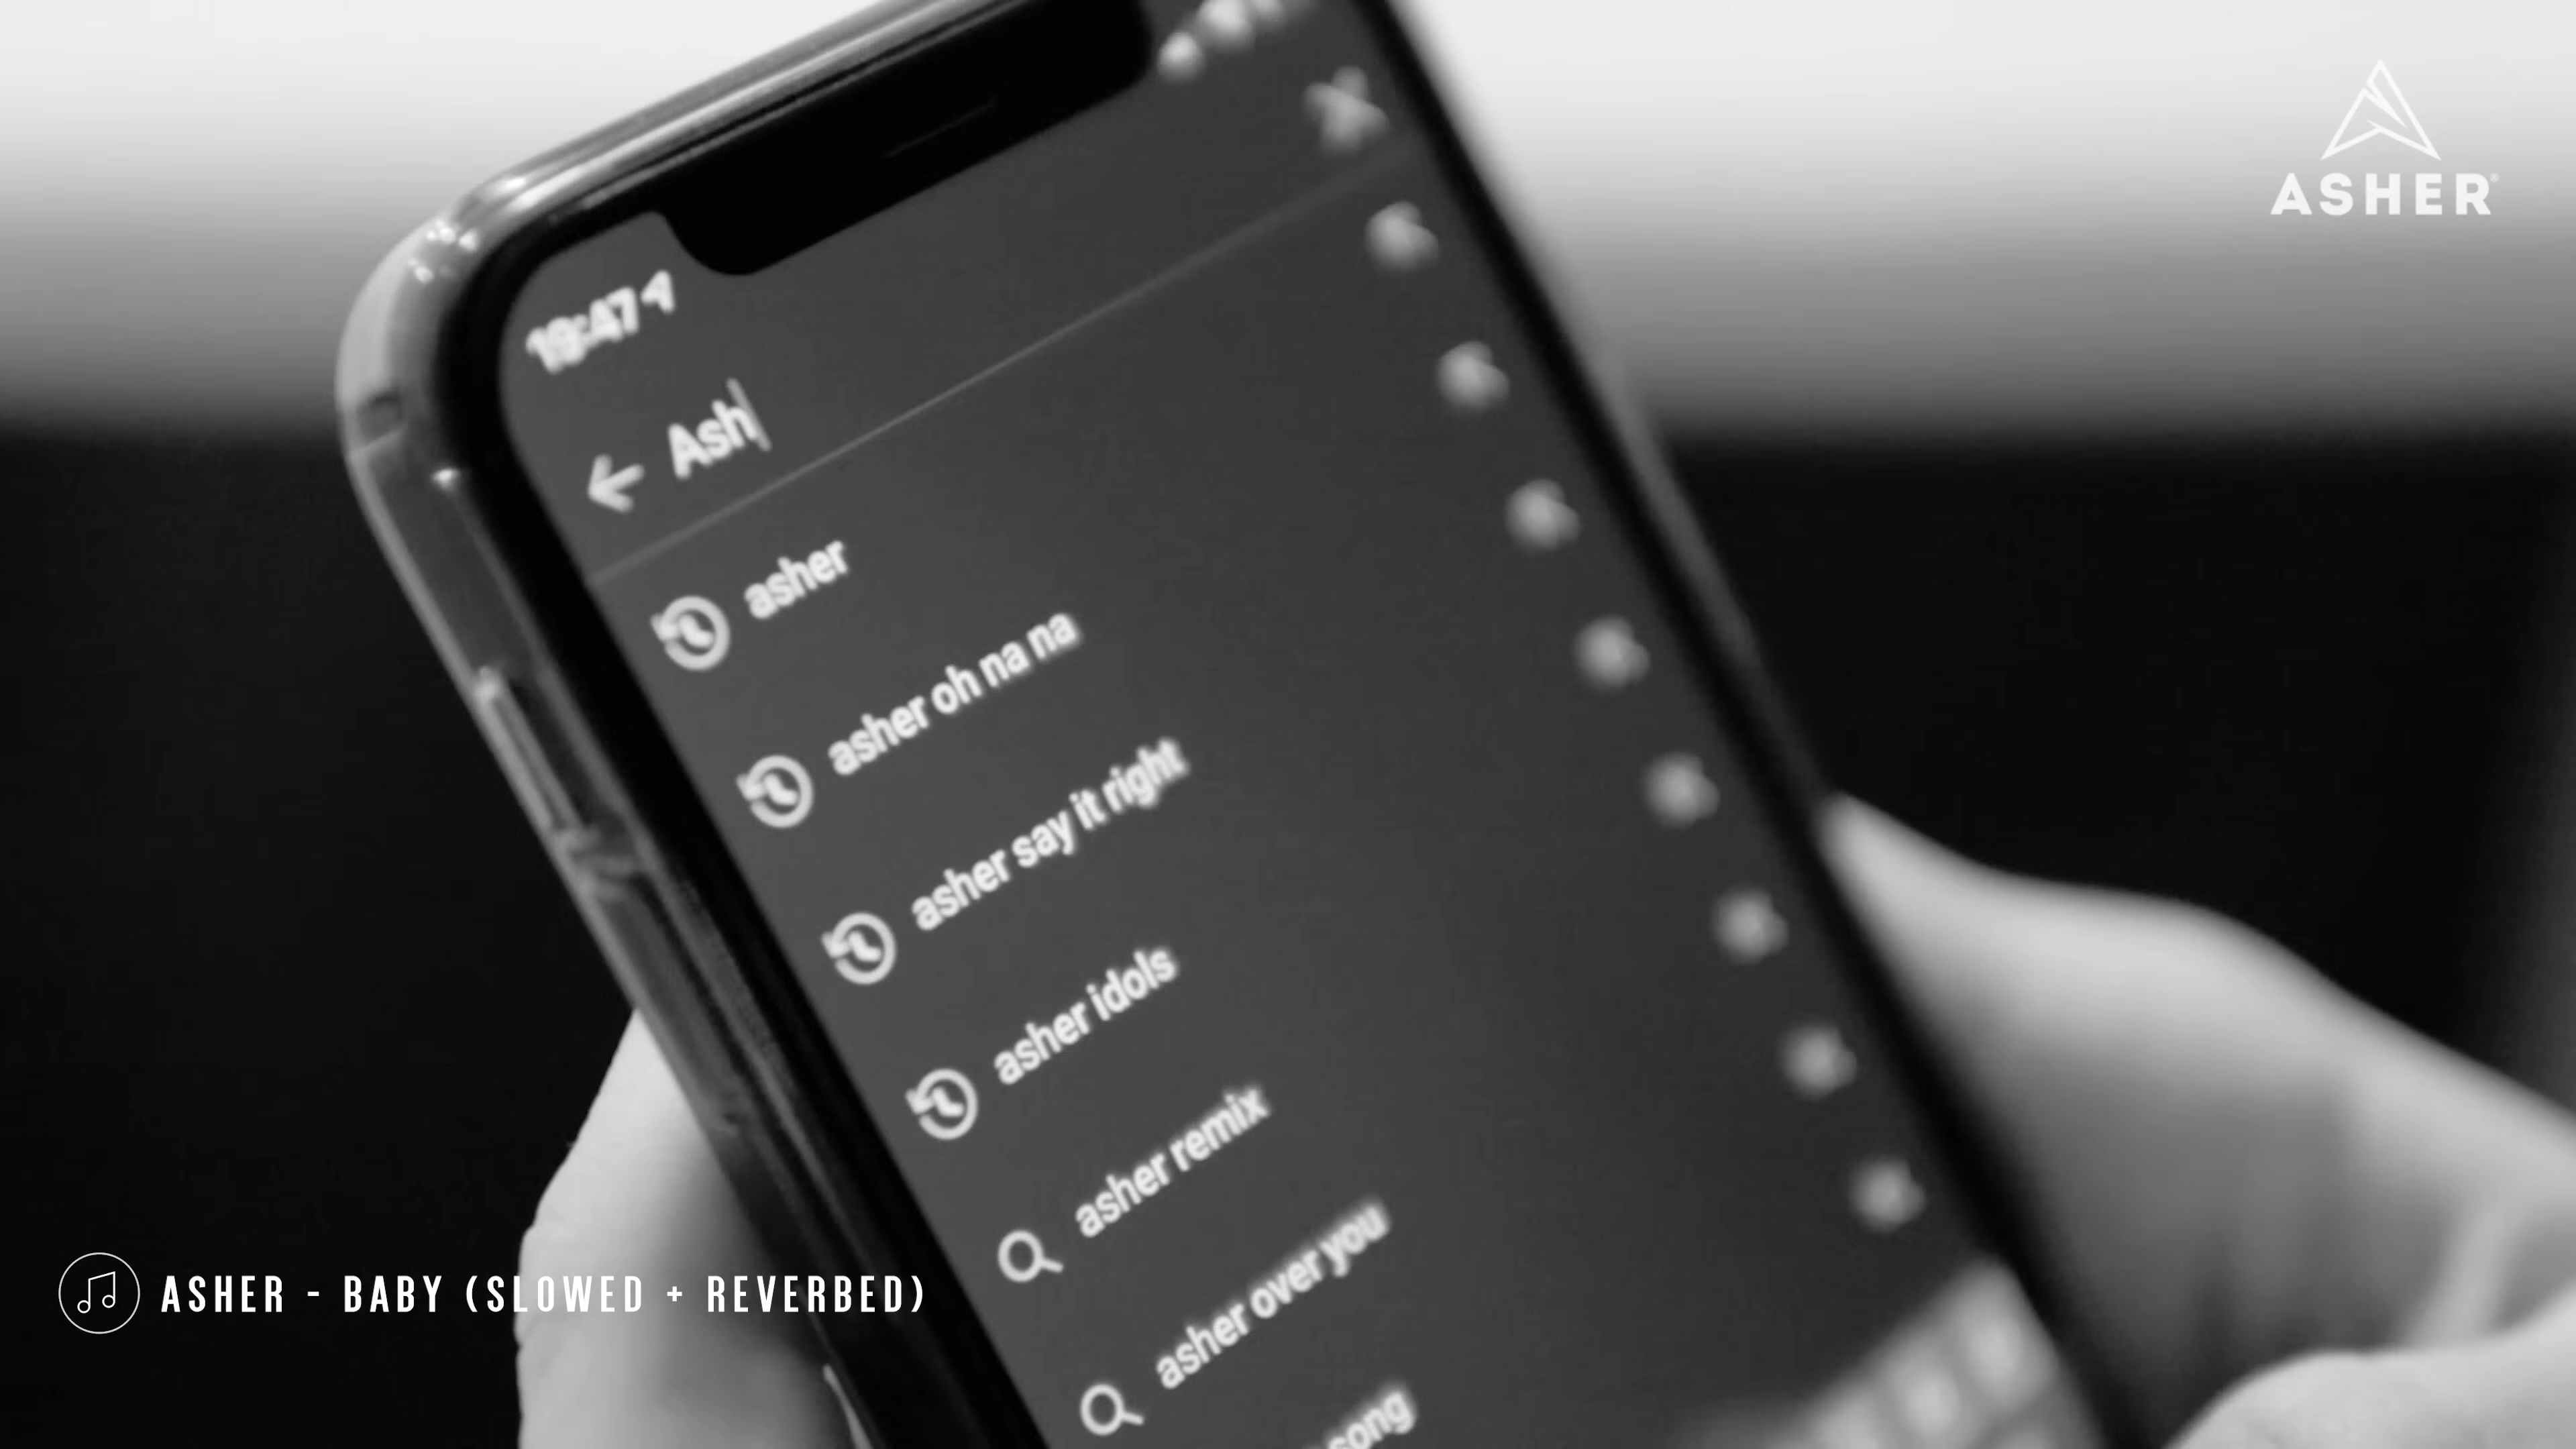 ASHER®
19:47
Ash
asher
asher oh na na
asher say it right
asher idols
asher remix
asher over you
song
ASHER - BABY (SLOWED + REVERBED)